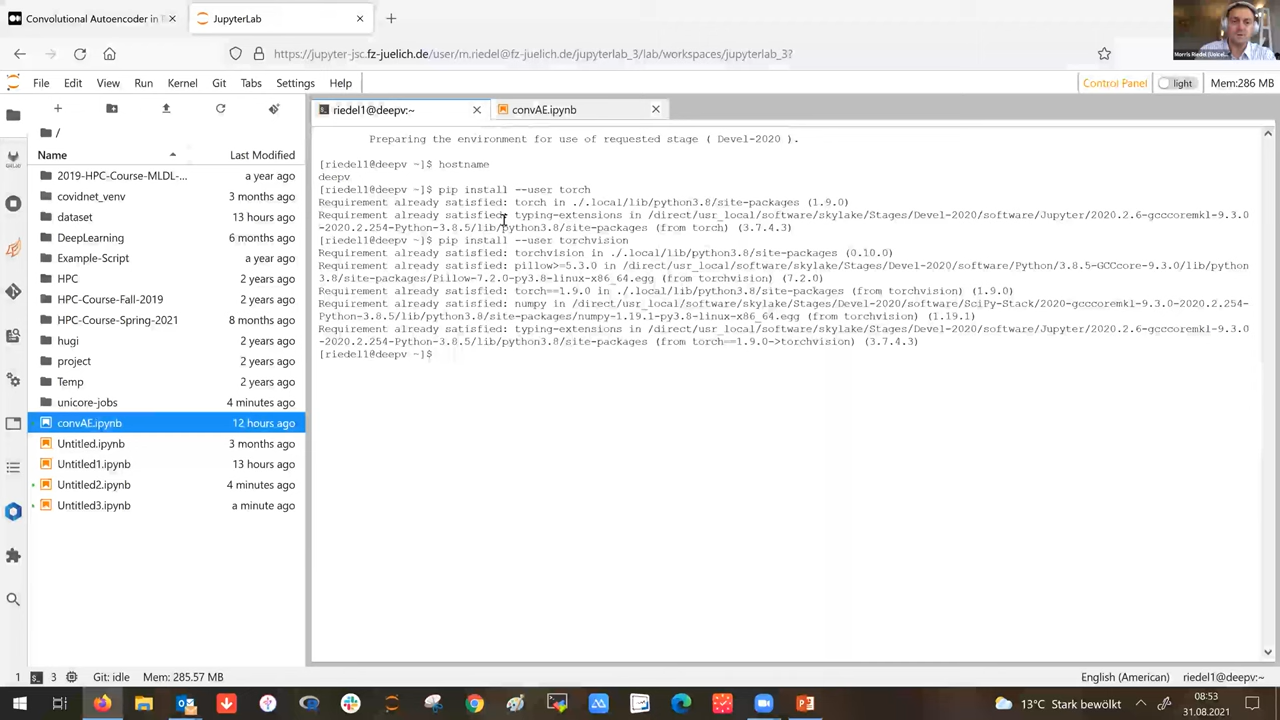 Convolutional Autoencoder in
JupyterLab
https://jupyter-jsc.fz-juelich.de/user/m.riedel@fz-juelich.de/jupyterlab_3/lab/workspaces/jupyterlab_3?
File Edit View Run Kernel Git Tabs Settings Help
Control Panel light Mem:286 MB
riedel1@deepv:~
convAE.ipynb
/
Name Last Modified
2019-HPC-Course-MLDL-... a year ago
covidnet_venv 3 months ago
dataset 13 hours ago
DeepLearning 6 months ago
Example-Script a year ago
HPC 2 years ago
HPC-Course-Fall-2019 2 years ago
HPC-Course-Spring-2021 8 months ago
hugi 2 years ago
project 2 years ago
Temp 2 years ago
unicore-jobs 4 minutes ago
convAE.ipynb 12 hours ago
Untitled.ipynb 3 months ago
Untitled1.ipynb 13 hours ago
Untitled2.ipynb 4 minutes ago
Untitled3.ipynb a minute ago
Preparing the environment for use of requested stage ( Devel-2020 ).
[riedel1@deepv ~]$ hostname
deepv
[riedel1@deepv ~]$ pip install --user torch
Requirement already satisfied: torch in ./.local/lib/python3.8/site-packages (1.9.0)
Requirement already satisfied: typing-extensions in /direct/usr_local/software/skylake/Stages/Devel-2020/software/Jupyter/2020.2.6-gcccoremkl-9.3.0
-2020.2.254-Python-3.8.5/lib/python3.8/site-packages (from torch) (3.7.4.3)
[riedel1@deepv ~]$ pip install --user torchvision
Requirement already satisfied: torchvision in ./.local/lib/python3.8/site-packages (0.10.0)
Requirement already satisfied: pillow>=5.3.0 in /direct/usr_local/software/skylake/Stages/Devel-2020/software/Python/3.8.5-GCCcore-9.3.0/lib/python
3.8/site-packages/Pillow-7.2.0-py3.8-linux-x86_64.egg (from torchvision) (7.2.0)
Requirement already satisfied: torch==1.9.0 in ./.local/lib/python3.8/site-packages (from torchvision) (1.9.0)
Requirement already satisfied: numpy in /direct/usr_local/software/skylake/Stages/Devel-2020/software/SciPy-Stack/2020-gcccoremkl-9.3.0-2020.2.254-
Python-3.8.5/lib/python3.8/site-packages/numpy-1.19.1-py3.8-linux-x86_64.egg (from torchvision) (1.19.1)
Requirement already satisfied: typing-extensions in /direct/usr_local/software/skylake/Stages/Devel-2020/software/Jupyter/2020.2.6-gcccoremkl-9.3.0
-2020.2.254-Python-3.8.5/lib/python3.8/site-packages (from torch==1.9.0->torchvision) (3.7.4.3)
[riedel1@deepv ~]$
1 3 Git: idle Mem: 285.57 MB
English (American) riedel1@deepv:~
13°C Stark bewölkt
08:53
31.08.2021